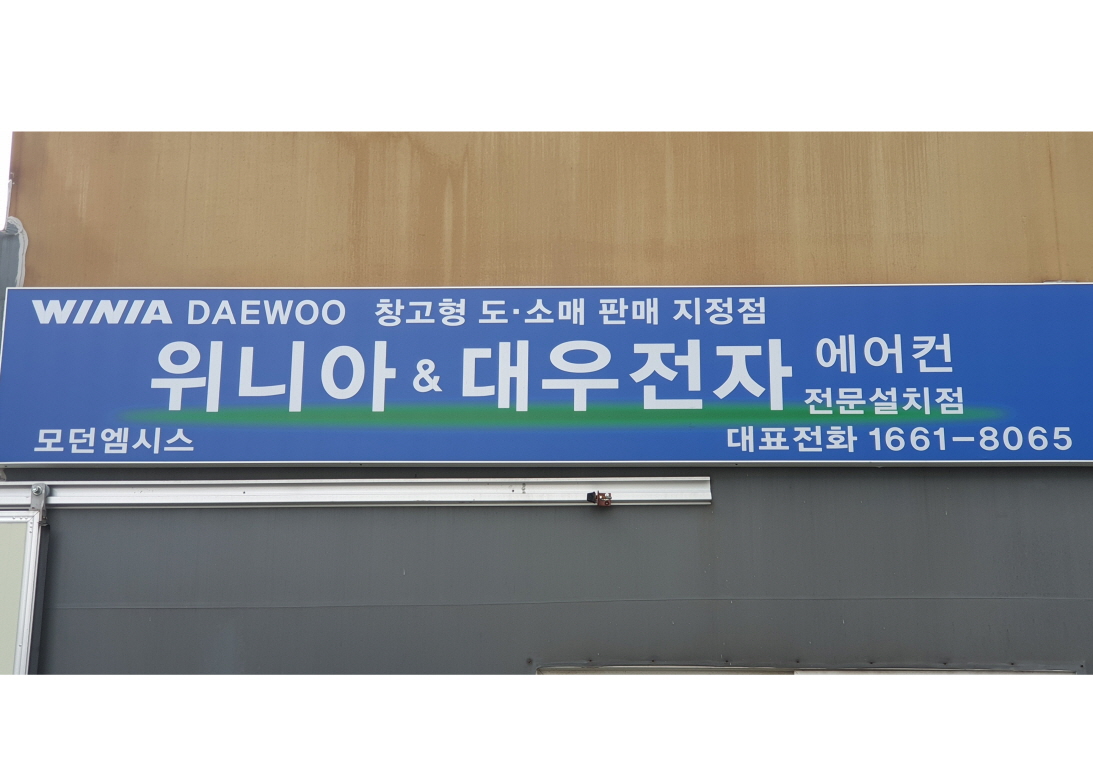 WINIA DAEWOO 창고형 도·소매 판매 지정점
위니아 & 대우전자 에어컨
전문설치점
모던엠시스 대표전화 1661-8065